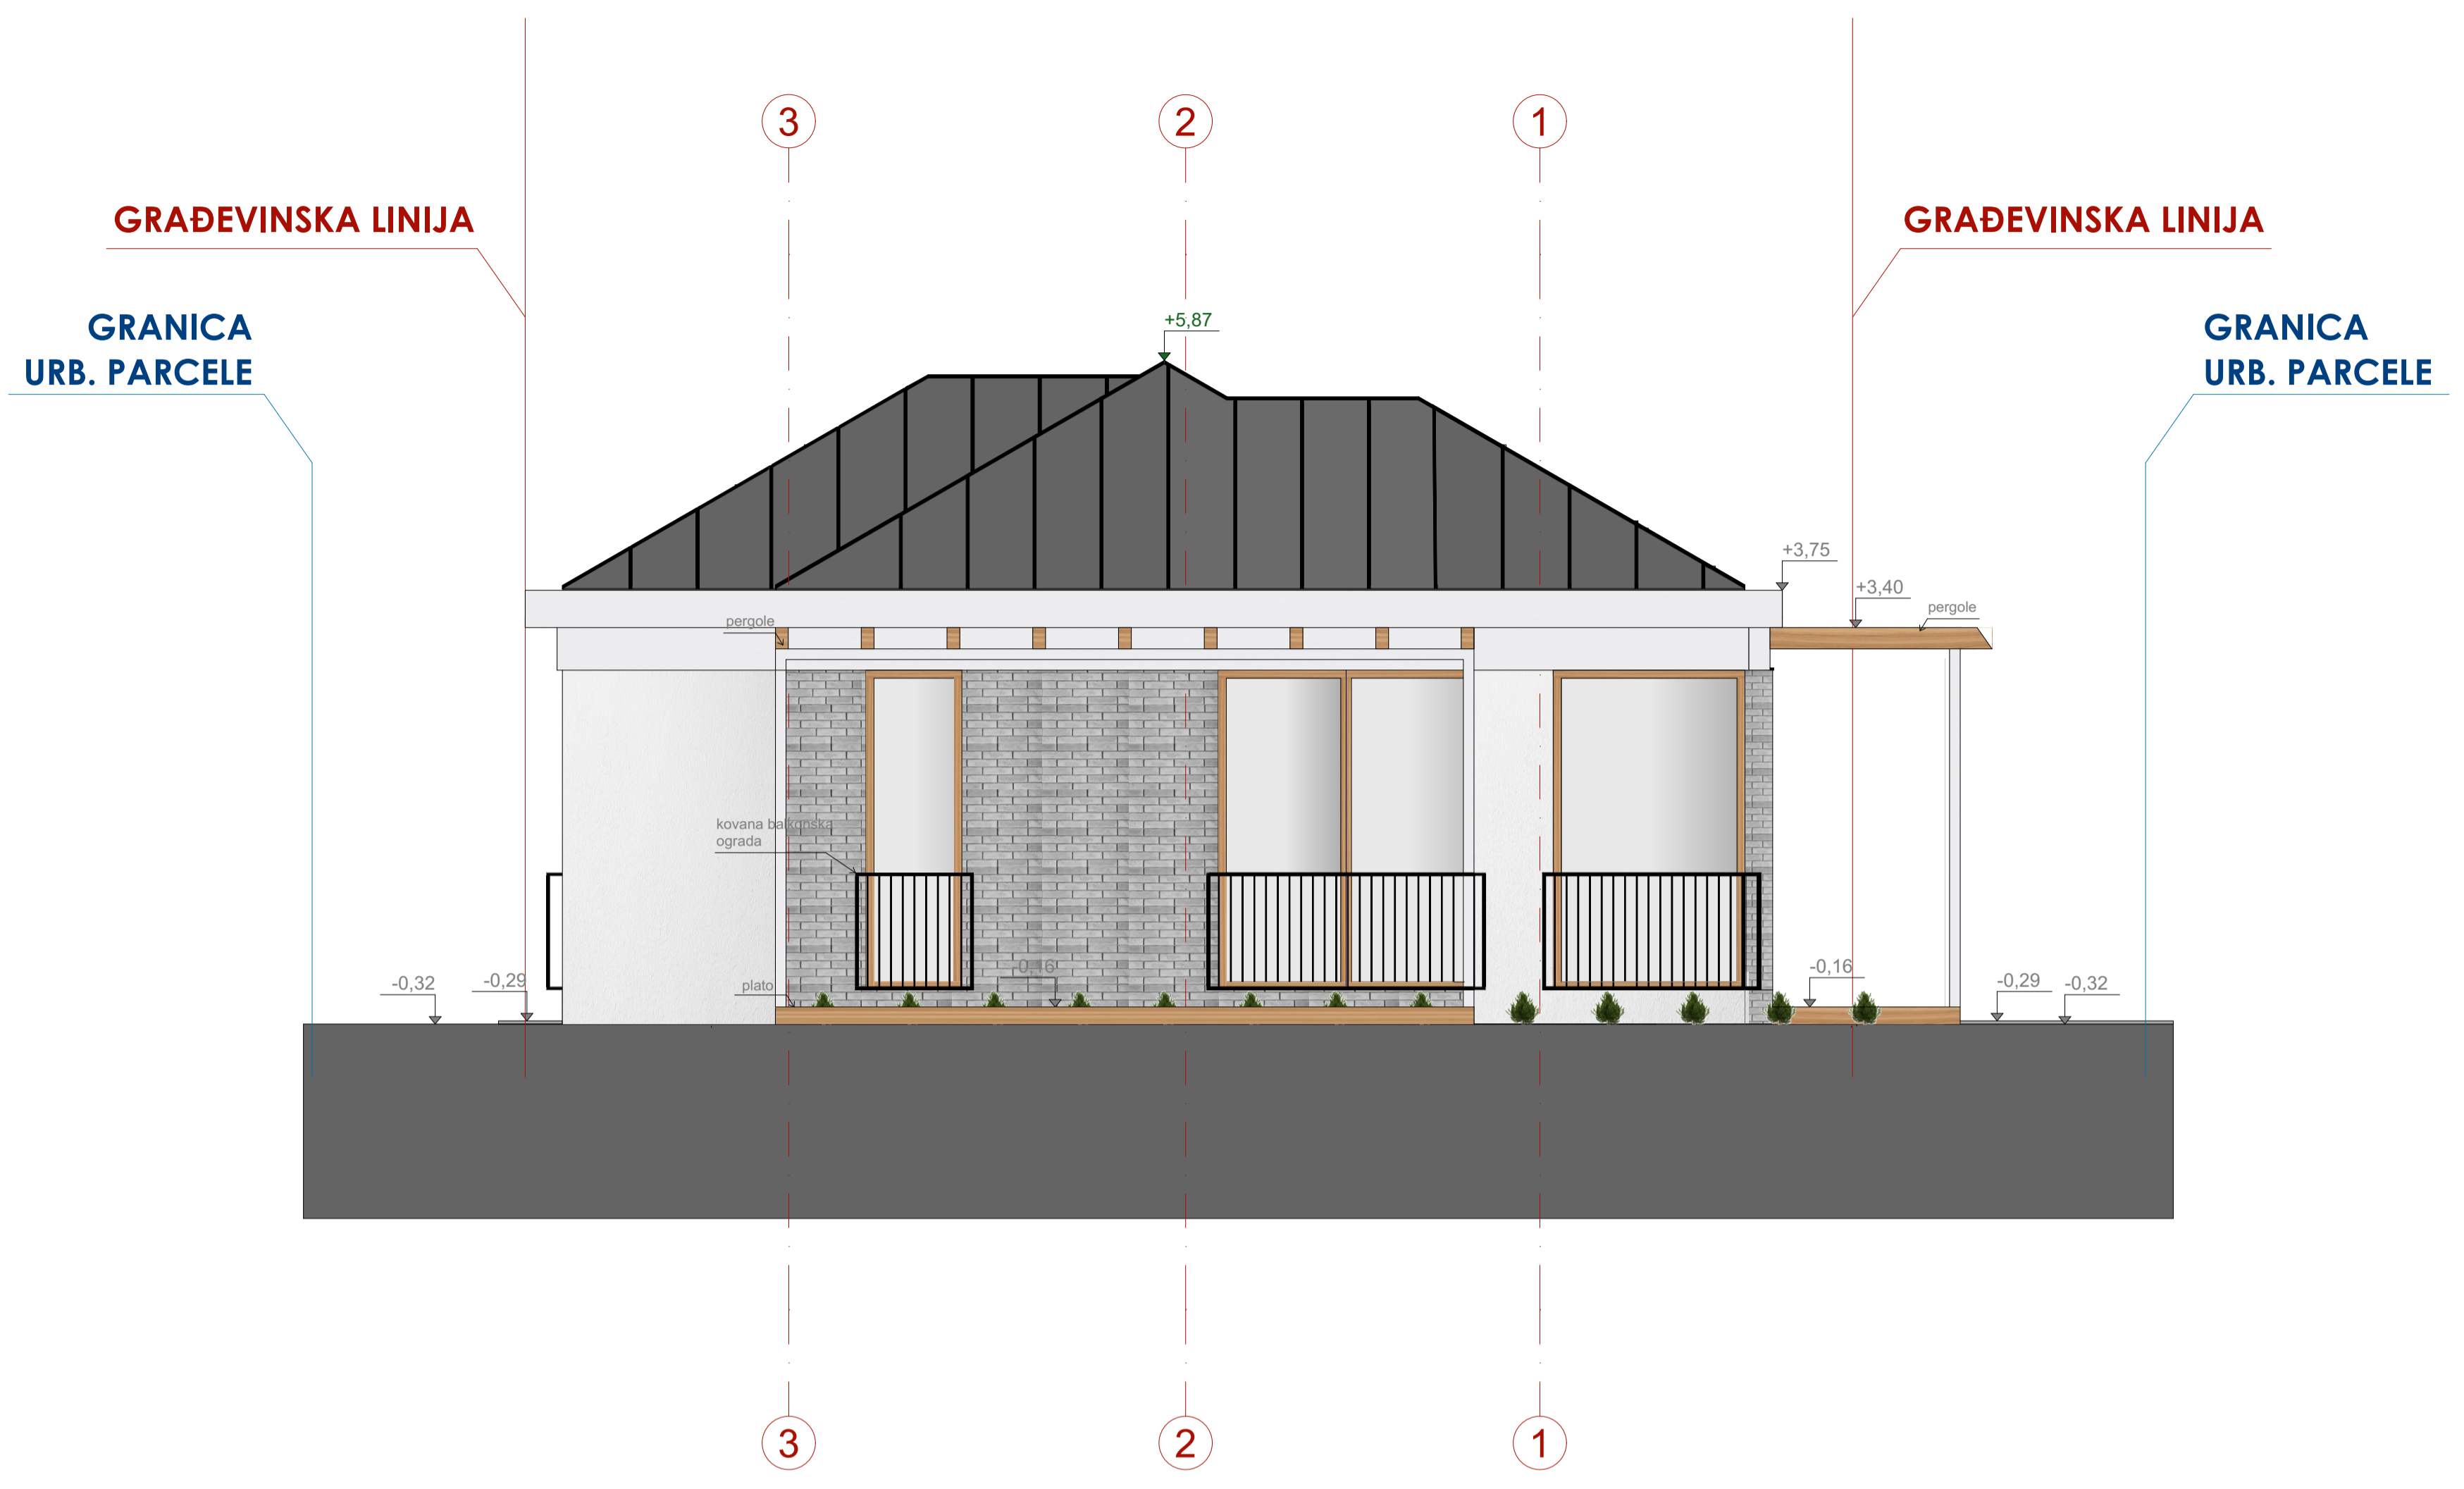 3
2
1
GRAĐEVINSKA LINIJA
GRAĐEVINSKA LINIJA
GRANICA
URB. PARCELE
GRANICA
URB. PARCELE
+5,87
+3,75
+3,40
pergole
pergole
kovana balkonska
ograda
-0,32
-0,29
plato
-0,16
-0,16
-0,29
-0,32
3
2
1